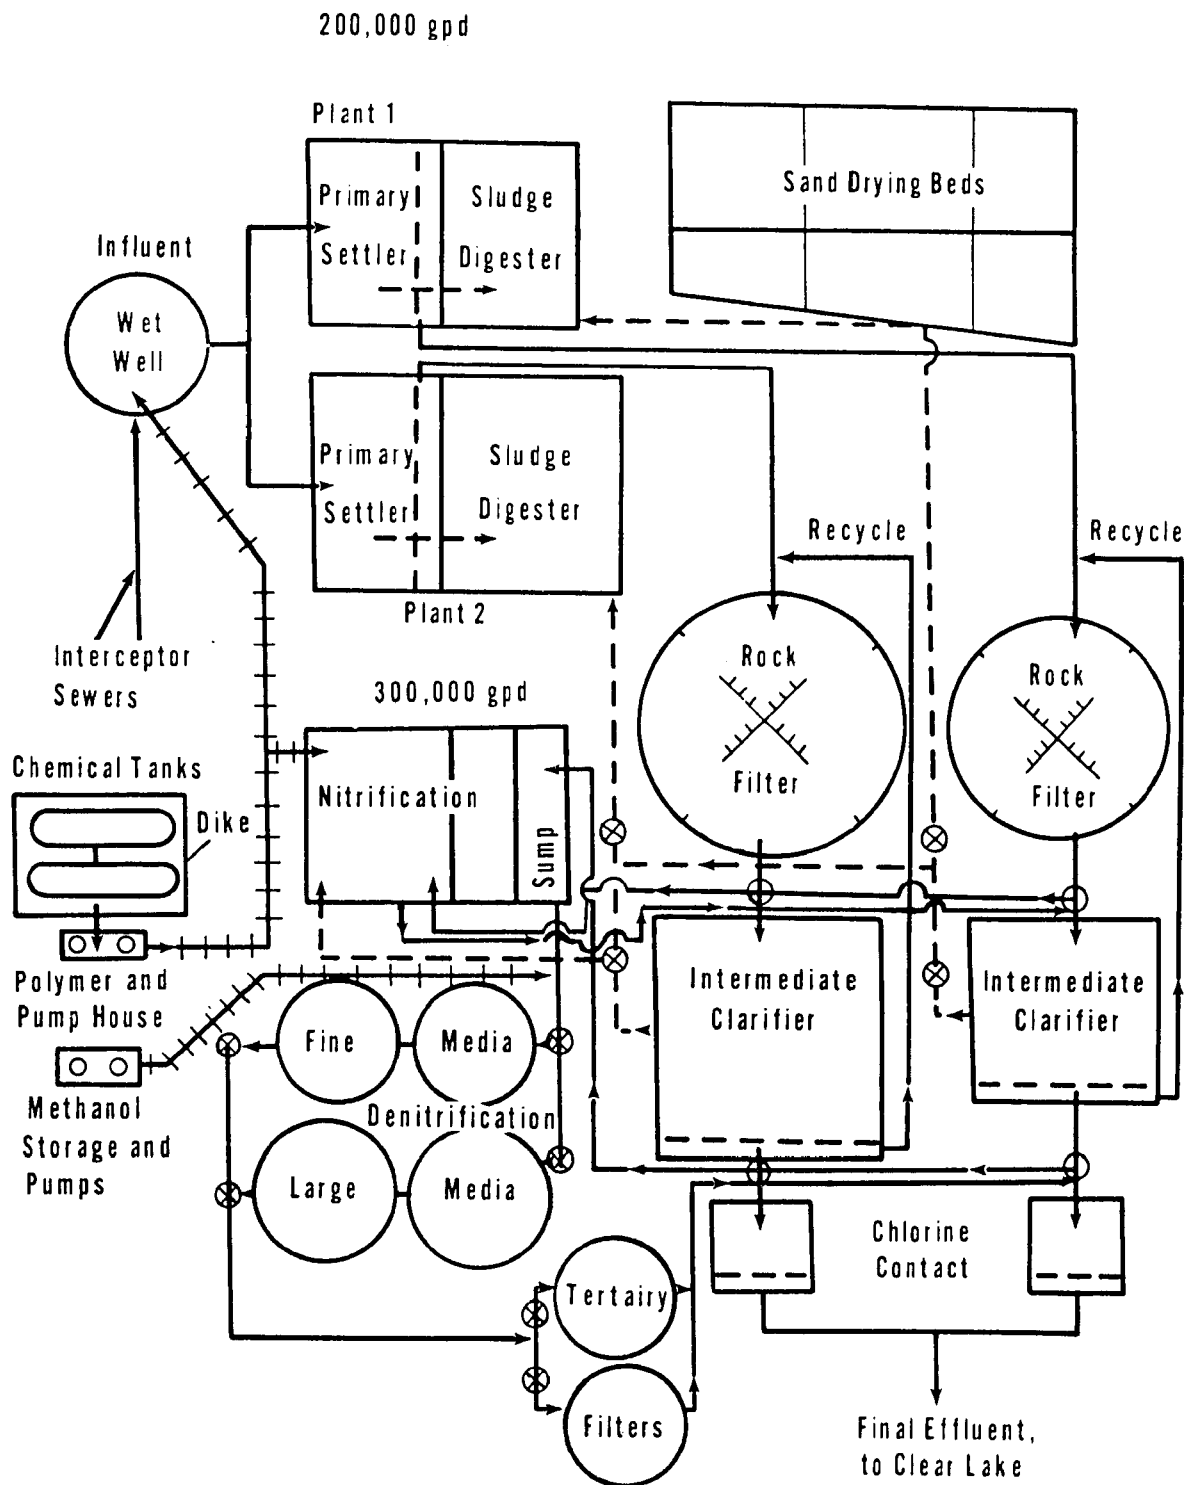 200,000 gpd
Plant 1
Primary
Settler
Sludge
Digester
Sand Drying Beds
Influent
Wet
Well
Primary
Settler
Sludge
Digester
Plant 2
Recycle
Recycle
Interceptor
Sewers
300,000 gpd
Rock
Filter
Rock
Filter
Chemical Tanks
Dike
Nitrification
Sump
Polymer and
Pump House
Intermediate
Clarifier
Intermediate
Clarifier
Fine
Media
Denitrification
Methanol
Storage and
Pumps
Large
Media
Chlorine
Contact
Tertairy
Filters
Final Effluent,
to Clear Lake